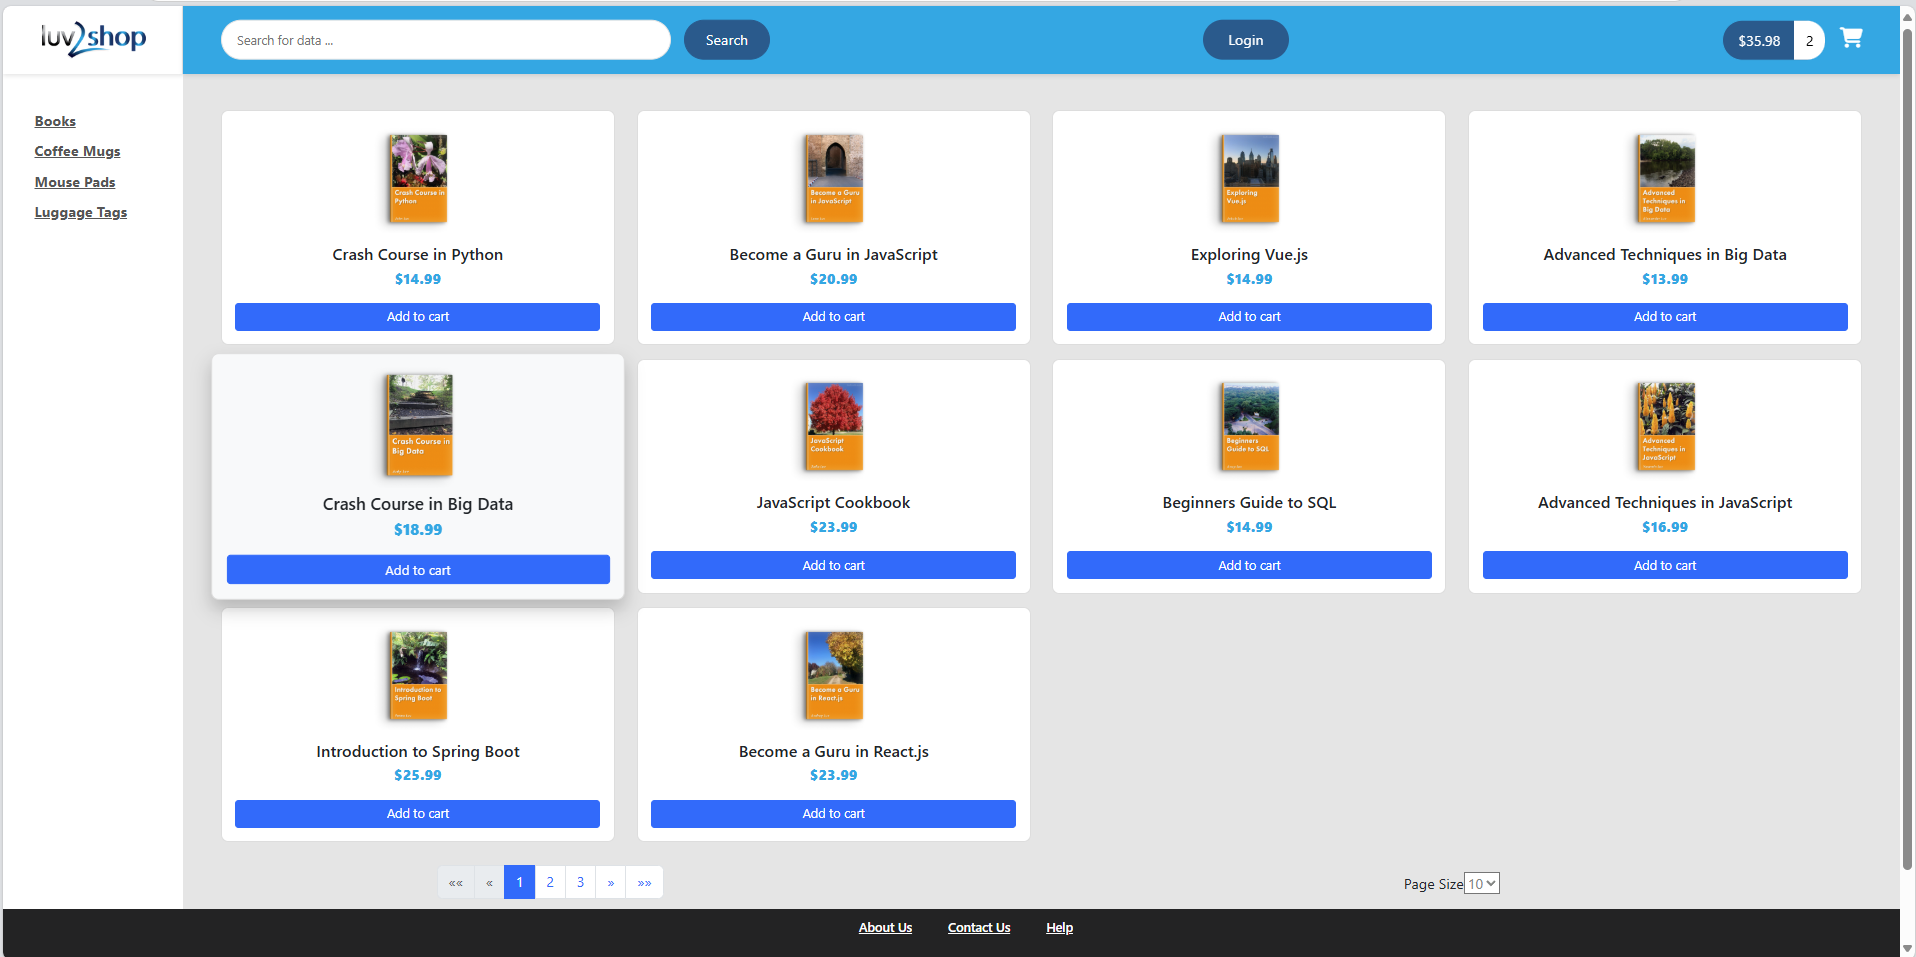 luv2shop
Search for data ...
Search
Login
$35.98 2
Books
Coffee Mugs
Mouse Pads
Luggage Tags
Crash Course in
Python
Crash Course in Python
$14.99
Add to cart
Become a Guru
in JavaScript
Become a Guru in JavaScript
$20.99
Add to cart
Exploring
Vue.js
Exploring Vue.js
$14.99
Add to cart
Advanced
Techniques in
Big Data
Advanced Techniques in Big Data
$13.99
Add to cart
Crash Course in
Big Data
Crash Course in Big Data
$18.99
Add to cart
JavaScript
Cookbook
JavaScript Cookbook
$23.99
Add to cart
Beginners
Guide to SQL
Beginners Guide to SQL
$14.99
Add to cart
Advanced
Techniques in
JavaScript
Advanced Techniques in JavaScript
$16.99
Add to cart
Introduction to
Spring Boot
Introduction to Spring Boot
$25.99
Add to cart
Become a Guru
in React.js
Become a Guru in React.js
$23.99
Add to cart
«« « 1 2 3 » »»
Page Size 10
About Us Contact Us Help